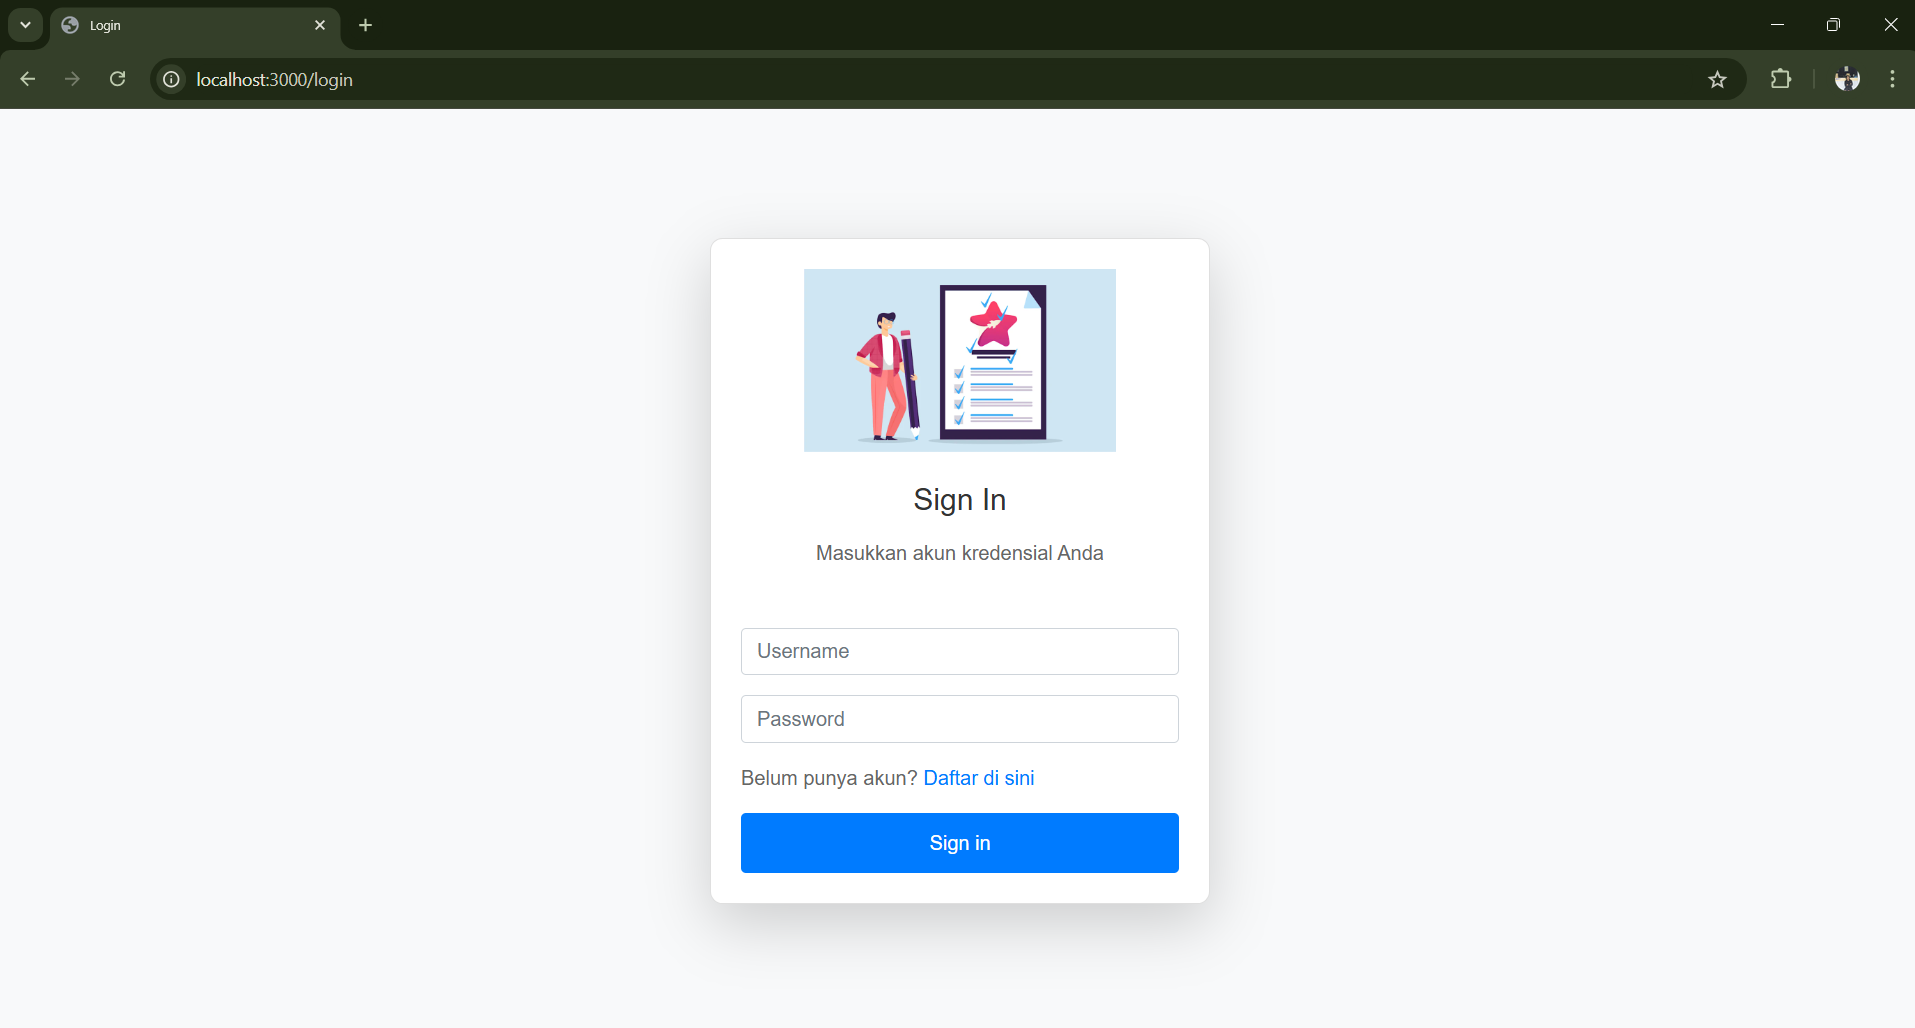 Login
localhost:3000/login
Sign In
Masukkan akun kredensial Anda
Username
Password
Belum punya akun? Daftar di sini
Sign in